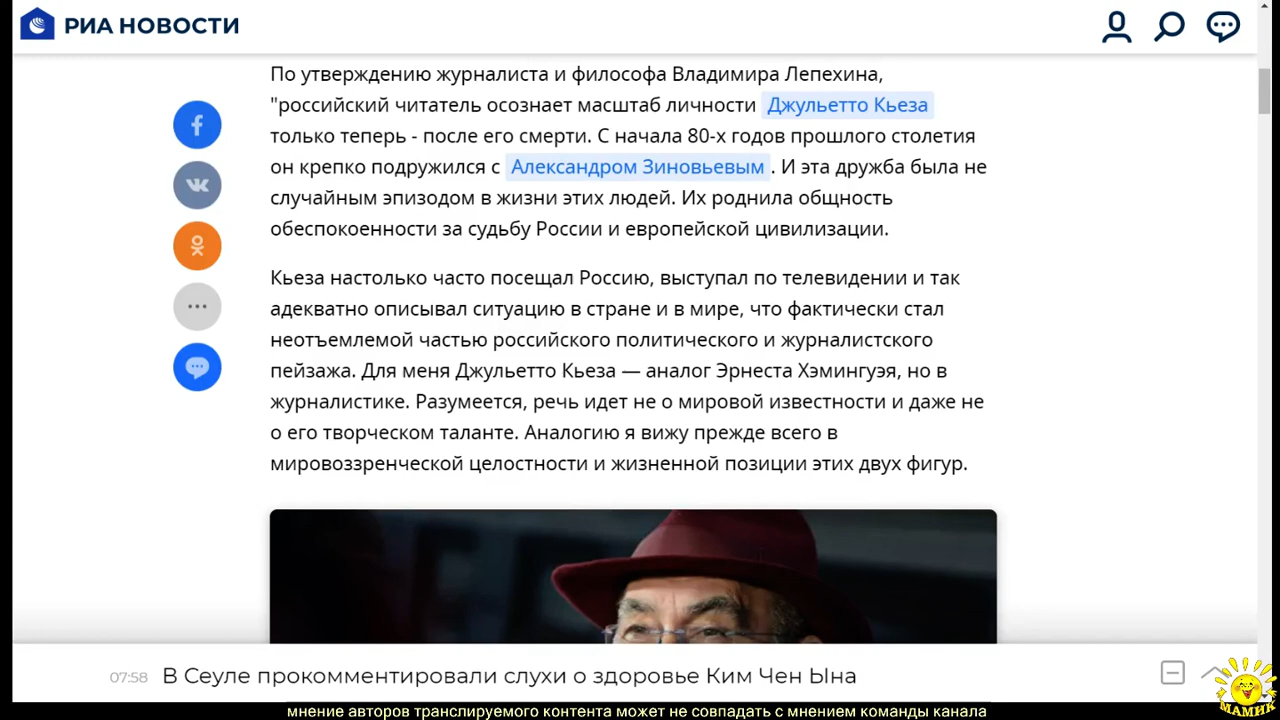 РИА НОВОСТИ
По утверждению журналиста и философа Владимира Лепехина,
"российский читатель осознает масштаб личности Джульетто Кьеза
только теперь - после его смерти. С начала 80-х годов прошлого столетия
он крепко подружился с Александром Зиновьевым . И эта дружба была не
случайным эпизодом в жизни этих людей. Их роднила общность
обеспокоенности за судьбу России и европейской цивилизации.
Кьеза настолько часто посещал Россию, выступал по телевидении и так
адекватно описывал ситуацию в стране и в мире, что фактически стал
неотъемлемой частью российского политического и журналистского
пейзажа. Для меня Джульетто Кьеза — аналог Эрнеста Хэмингуэя, но в
журналистике. Разумеется, речь идет не о мировой известности и даже не
о его творческом таланте. Аналогию я вижу прежде всего в
мировоззренческой целостности и жизненной позиции этих двух фигур.
07:58 В Сеуле прокомментировали слухи о здоровье Ким Чен Ына
МАМИК
мнение авторов транслируемого контента может не совпадать с мнением команды канала